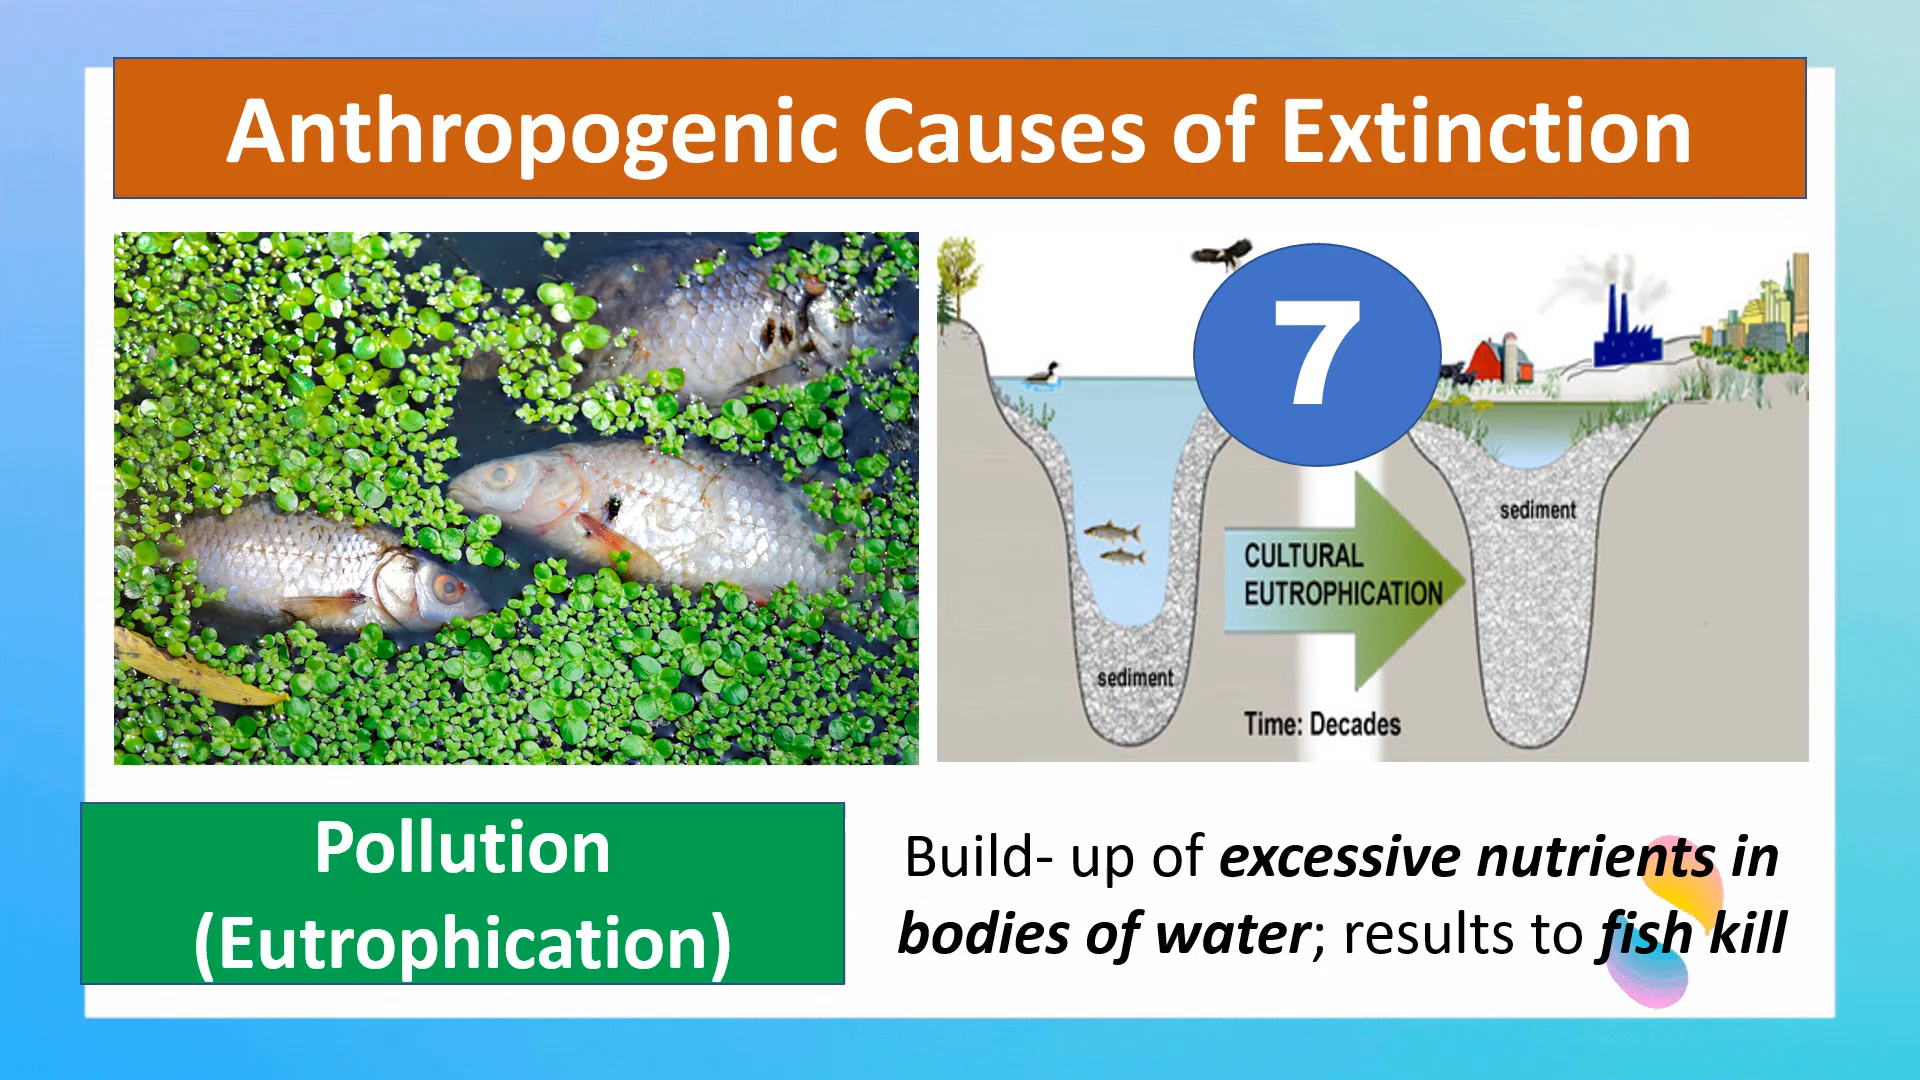 Anthropogenic Causes of Extinction
7
CULTURAL
EUTROPHICATION
sediment
sediment
Time: Decades
Pollution
(Eutrophication)
Build- up of excessive nutrients in
bodies of water; results to fish kill